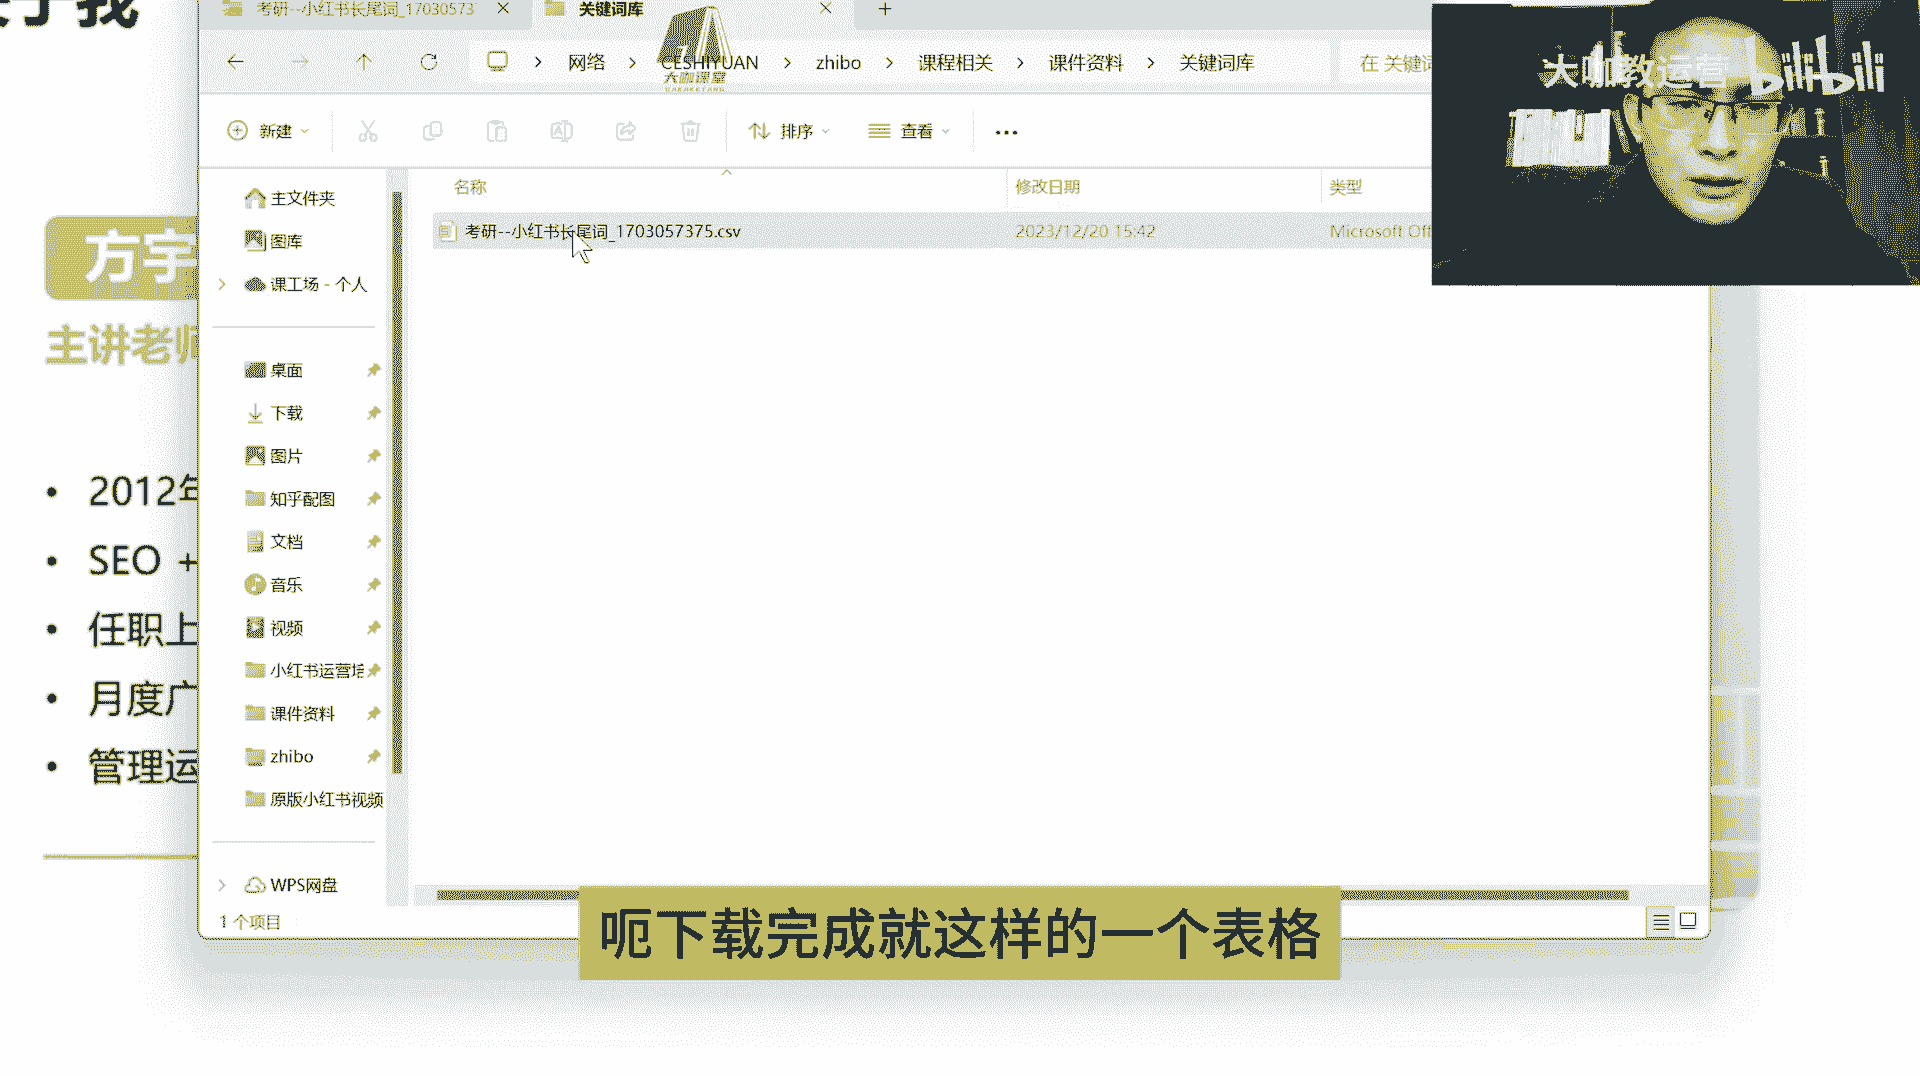 考研--小红书长尾词_17030573
关键词库
网络 > CESHIYUAN > zhibo > 课程相关 > 课件资料 > 关键词库
在 关键词
大咖课堂
DAKAKETANG
大咖教运营 bilibili
新建
排序
查看
名称
修改日期
类型
考研--小红书长尾词_1703057375.csv
2023/12/20 15:42
Microsoft Off
主文件夹
图库
课工场 - 个人
桌面
下载
图片
知乎配图
文档
音乐
视频
小红书运营培
课件资料
zhibo
原版小红书视频
WPS网盘
1 个项目
方宇
主讲老师
• 2012年
• SEO +
• 任职上
• 月度广
• 管理运
呃下载完成就这样的一个表格